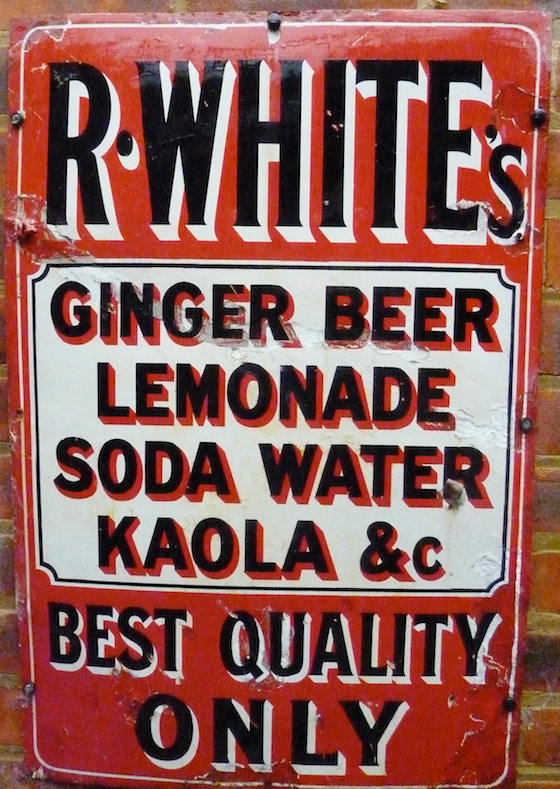 R·WHITE's
GINGER BEER
LEMONADE
SODA WATER
KAOLA &c
BEST QUALITY
ONLY